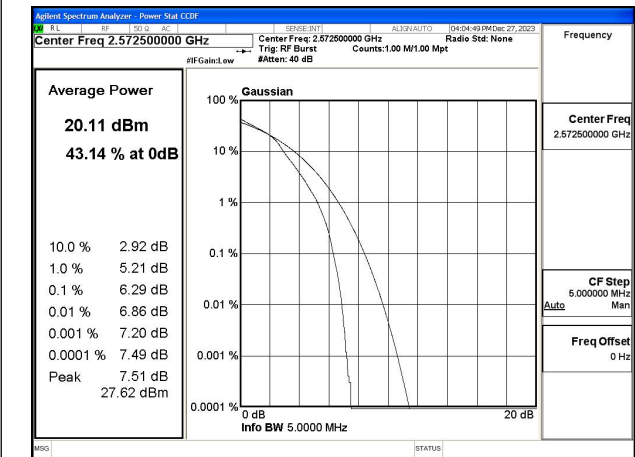 Agilent Spectrum Analyzer - Power Stat CCDF
RL RF 50 Ω AC SENSE:INT ALIGNAUTO 04:04:49 PM Dec 27, 2023
Center Freq 2.572500000 GHz
Center Freq: 2.572500000 GHz Radio Std: None
Trig: RF Burst Counts:1.00 M/1.00 Mpt
#IFGain:Low #Atten: 40 dB
Frequency
Average Power
20.11 dBm
43.14 % at 0dB
10.0 % 2.92 dB
1.0 % 5.21 dB
0.1 % 6.29 dB
0.01 % 6.86 dB
0.001 % 7.20 dB
0.0001 % 7.49 dB
Peak 7.51 dB
27.62 dBm
Gaussian
100 %
10 %
1 %
0.1 %
0.01 %
0.001 %
0.0001 %
0 dB 20 dB
Info BW 5.0000 MHz
Center Freq
2.572500000 GHz
CF Step
5.000000 MHz
Auto Man
Freq Offset
0 Hz
MSG STATUS